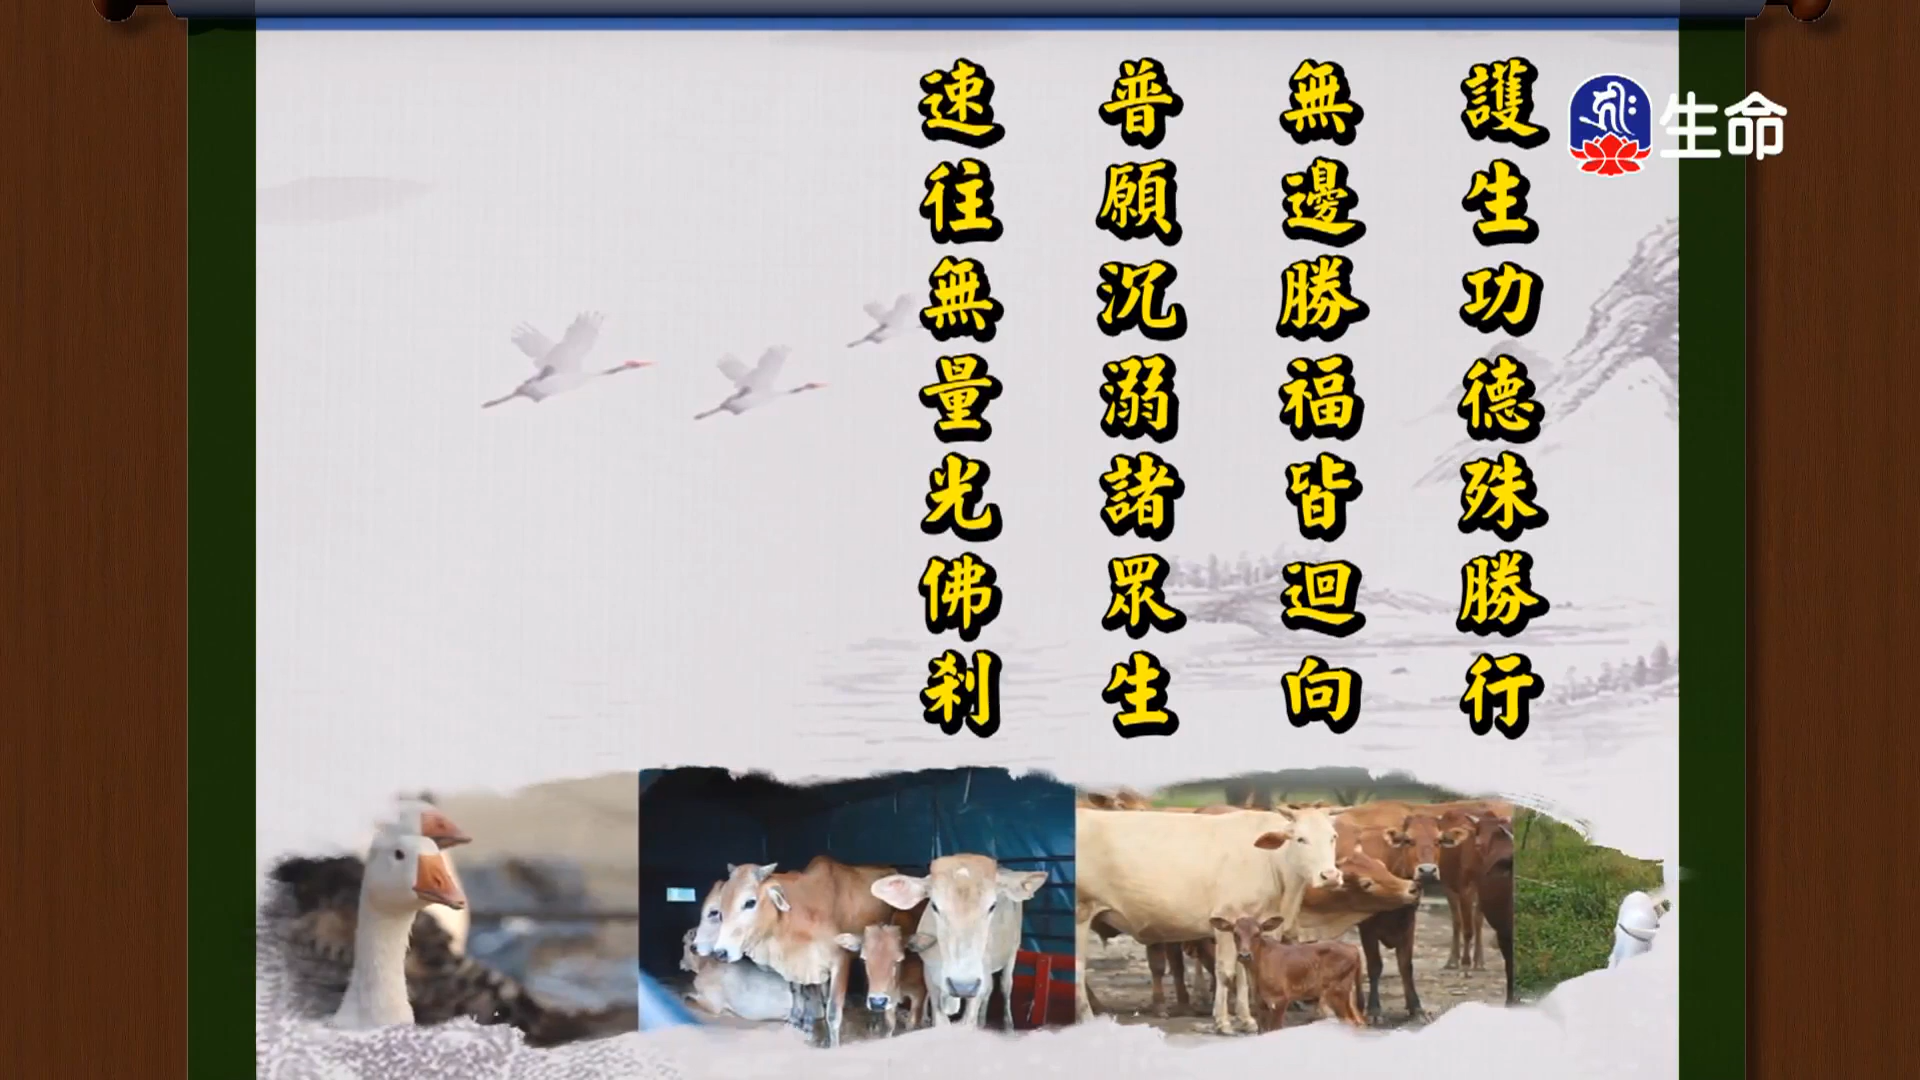 護生功德殊勝行
無邊勝福皆迴向
普願沉溺諸眾生
速往無量光佛剎
生命